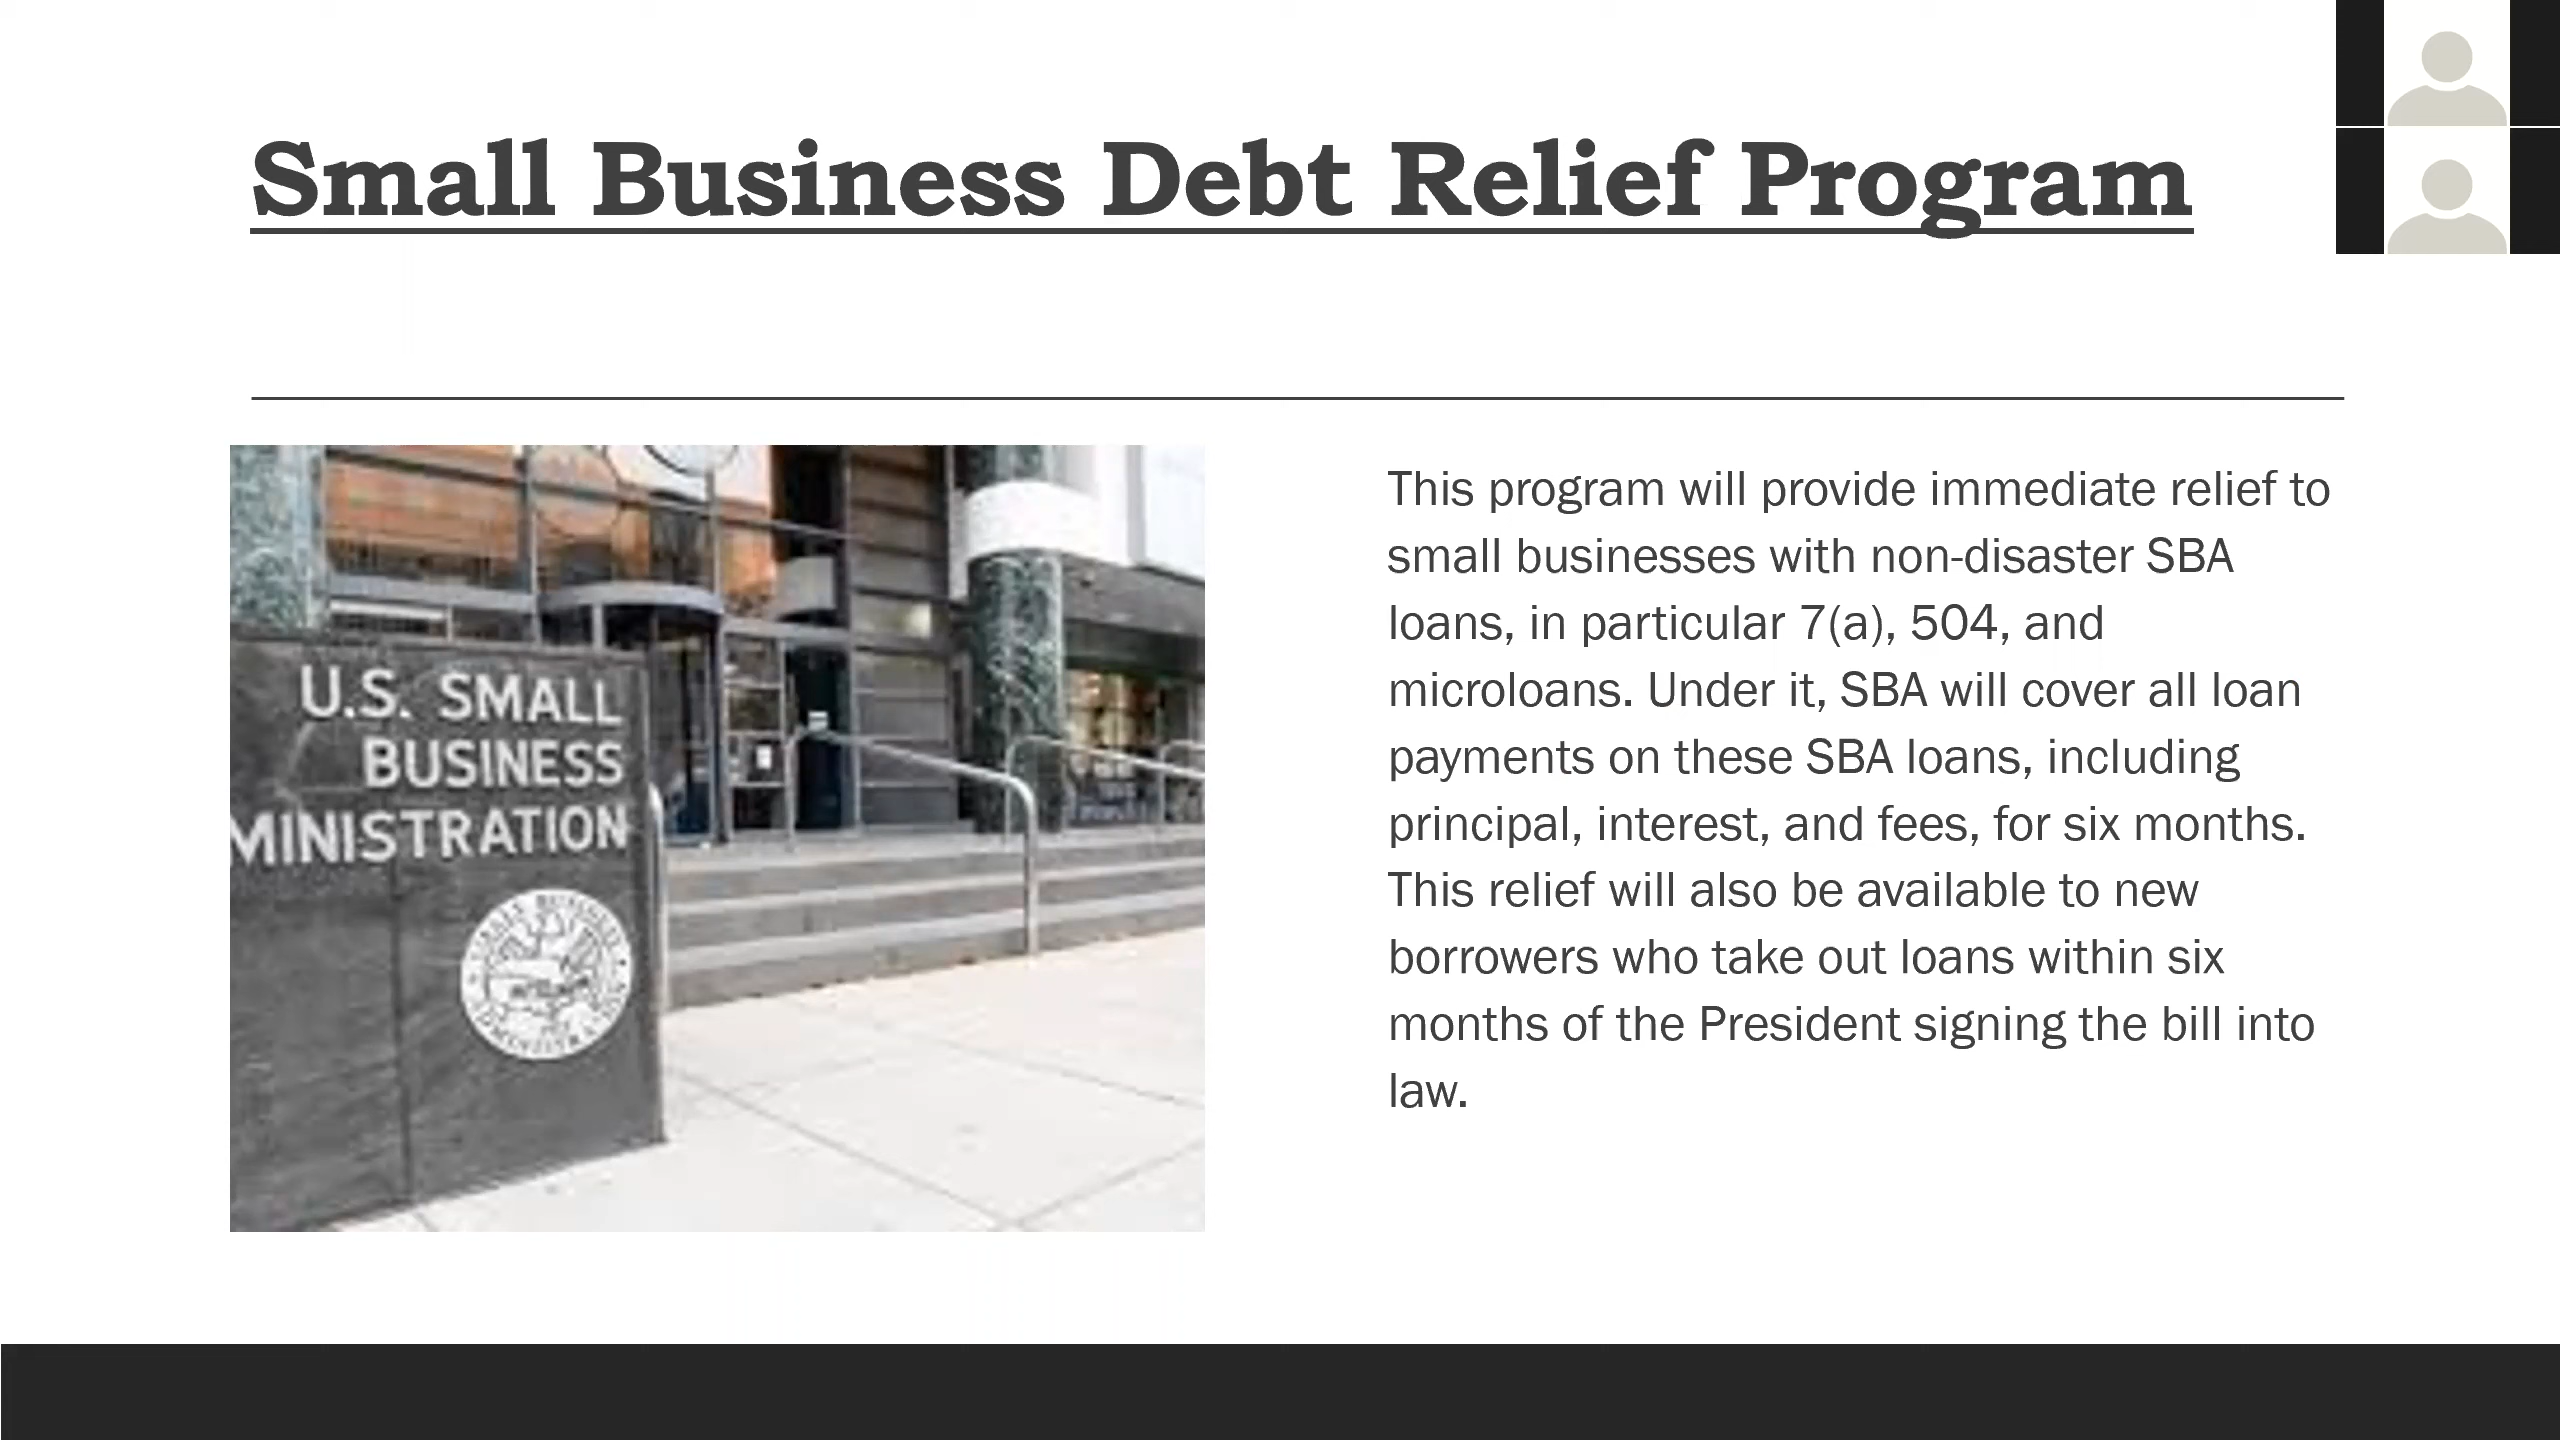 Small Business Debt Relief Program
U.S. SMALL
BUSINESS
MINISTRATION
This program will provide immediate relief to
small businesses with non-disaster SBA
loans, in particular 7(a), 504, and
microloans. Under it, SBA will cover all loan
payments on these SBA loans, including
principal, interest, and fees, for six months.
This relief will also be available to new
borrowers who take out loans within six
months of the President signing the bill into
law.